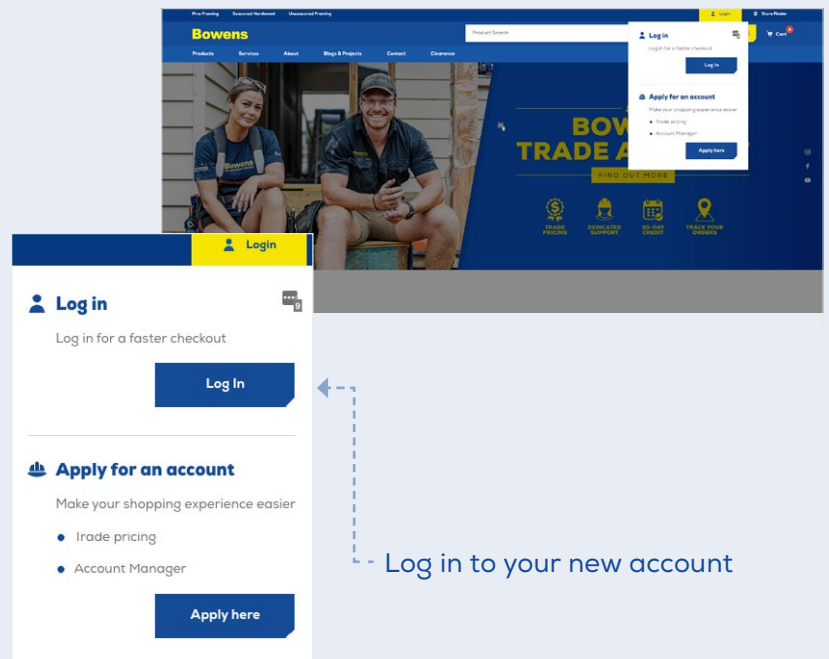 Pine Framing Seasoned Hardwood Unseasoned Framing Login Store Finder
Bowens Product Search Cart
Products Services About Blogs & Projects Contact Clearance
Log in
Log in for a faster checkout
Log In
Apply for an account
Make your shopping experience easier
Trade pricing
Account Manager
Apply here
Bowens
BOW
TRADE A
FIND OUT MORE
TRADE PRICING
DEDICATED SUPPORT
30-DAY CREDIT
TRACK YOUR ORDERS
Login
Log in
9
Log in for a faster checkout
Log In
Apply for an account
Make your shopping experience easier
Trade pricing
Account Manager
Apply here
Log in to your new account